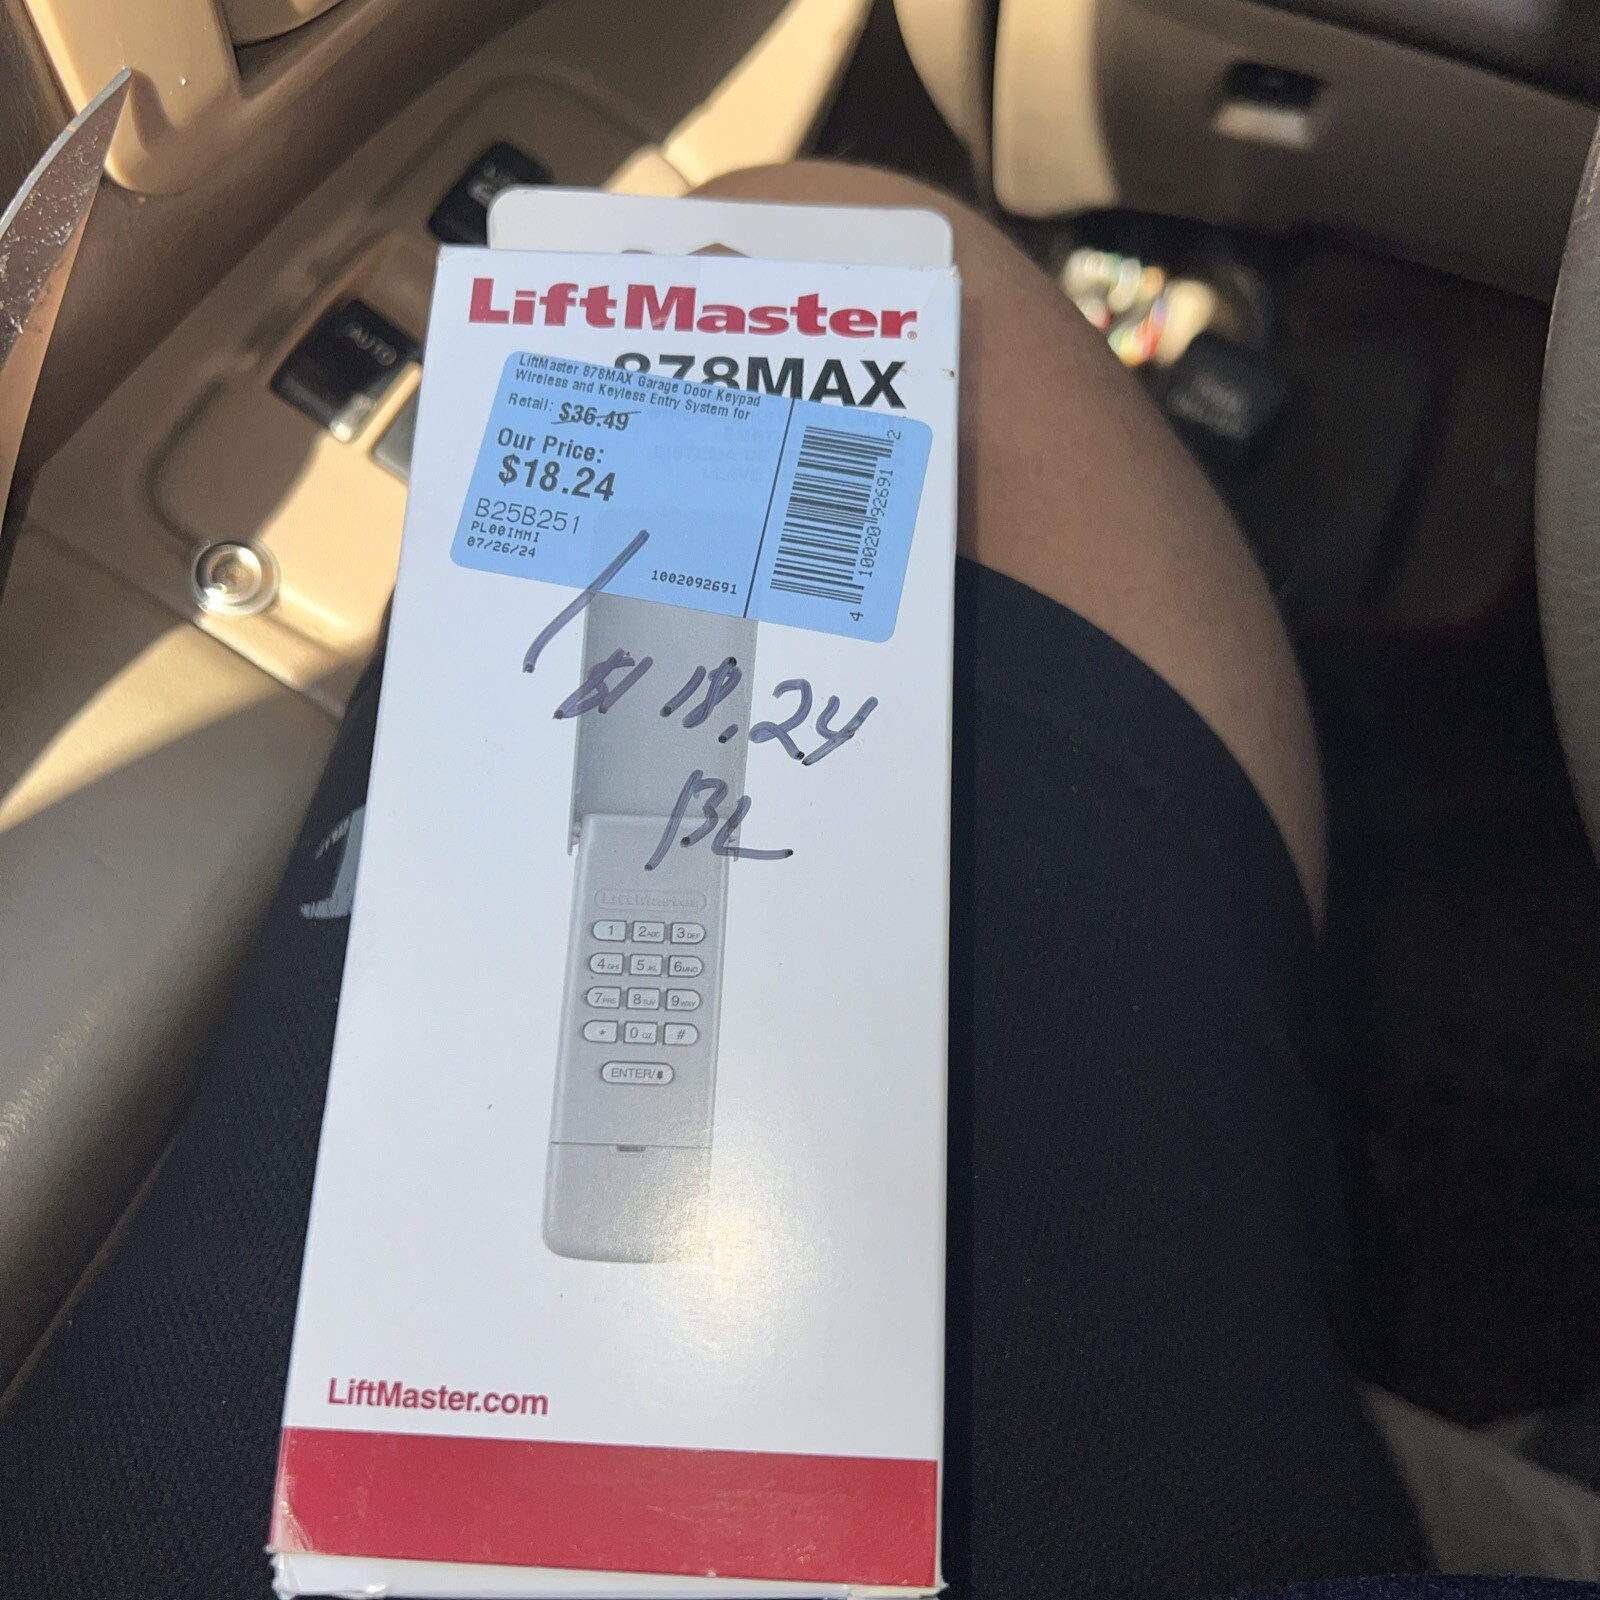 AUTO
LiftMaster®
878MAX
LiftMaster 878MAX Garage Door Keypad
Wireless and Keyless Entry System for
Retail: $36.49
Our Price:
$18.24
B25B251
PL00IMMI
07/26/24
1002092691
4 10020 92691 2
$18.24
BL
LiftMaster
1 2ABC 3DEF
4GHI 5JKL 6MNO
7PRS 8TUV 9WXY
* 0QZ #
ENTER/
LiftMaster.com